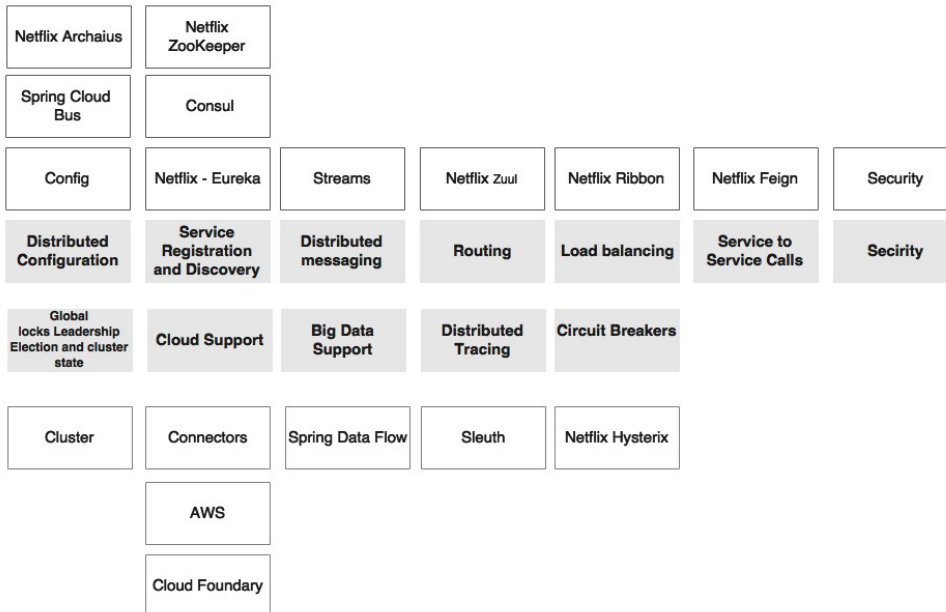 Netflix Archaius
Netflix
ZooKeeper
Spring Cloud
Bus
Consul
Config
Netflix - Eureka
Streams
Netflix Zuul
Netflix Ribbon
Netflix Feign
Security
Distributed
Configuration
Service
Registration
and Discovery
Distributed
messaging
Routing
Load balancing
Service to
Service Calls
Secirity
Global
locks Leadership
Election and cluster
state
Cloud Support
Big Data
Support
Distributed
Tracing
Circuit Breakers
Cluster
Connectors
Spring Data Flow
Sleuth
Netflix Hysterix
AWS
Cloud Foundary